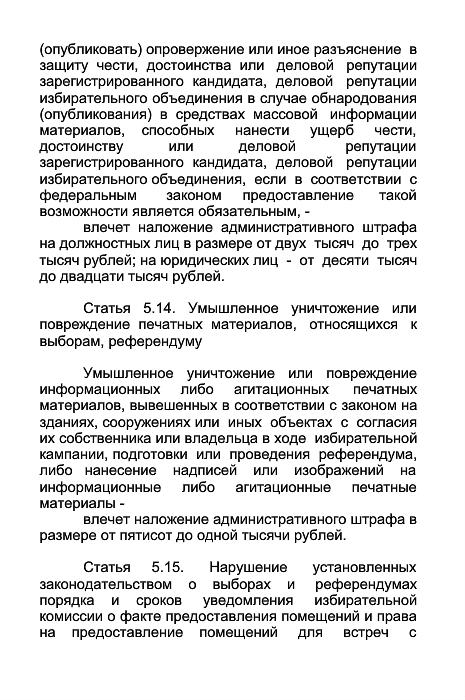 (опубликовать) опровержение или иное разъяснение в
защиту чести, достоинства или деловой репутации
зарегистрированного кандидата, деловой репутации
избирательного объединения в случае обнародования
(опубликования) в средствах массовой информации
материалов, способных нанести ущерб чести,
достоинству или деловой репутации
зарегистрированного кандидата, деловой репутации
избирательного объединения, если в соответствии с
федеральным законом предоставление такой
возможности является обязательным, -
влечет наложение административного штрафа
на должностных лиц в размере от двух тысяч до трех
тысяч рублей; на юридических лиц - от десяти тысяч
до двадцати тысяч рублей.
Статья 5.14. Умышленное уничтожение или
повреждение печатных материалов, относящихся к
выборам, референдуму
Умышленное уничтожение или повреждение
информационных либо агитационных печатных
материалов, вывешенных в соответствии с законом на
зданиях, сооружениях или иных объектах с согласия
их собственника или владельца в ходе избирательной
кампании, подготовки или проведения референдума,
либо нанесение надписей или изображений на
информационные либо агитационные печатные
материалы -
влечет наложение административного штрафа в
размере от пятисот до одной тысячи рублей.
Статья 5.15. Нарушение установленных
законодательством о выборах и референдумах
порядка и сроков уведомления избирательной
комиссии о факте предоставления помещений и права
на предоставление помещений для встреч с